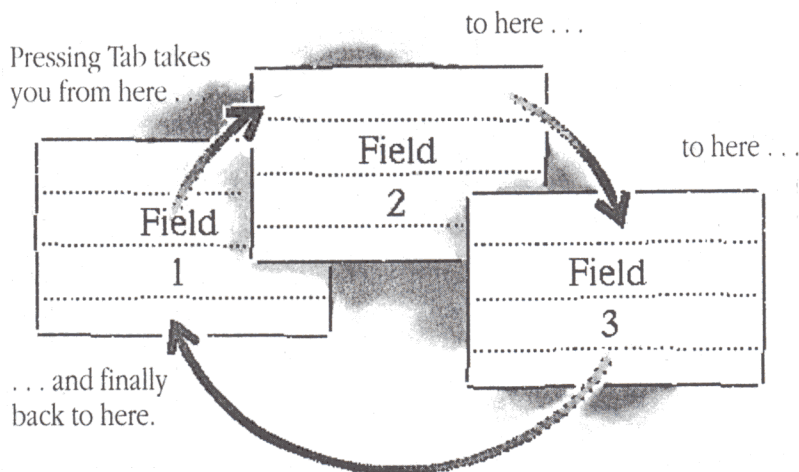 Pressing Tab takes
you from here . . .
to here . . .
to here . . .
. . . and finally
back to here.
Field
1
Field
2
Field
3